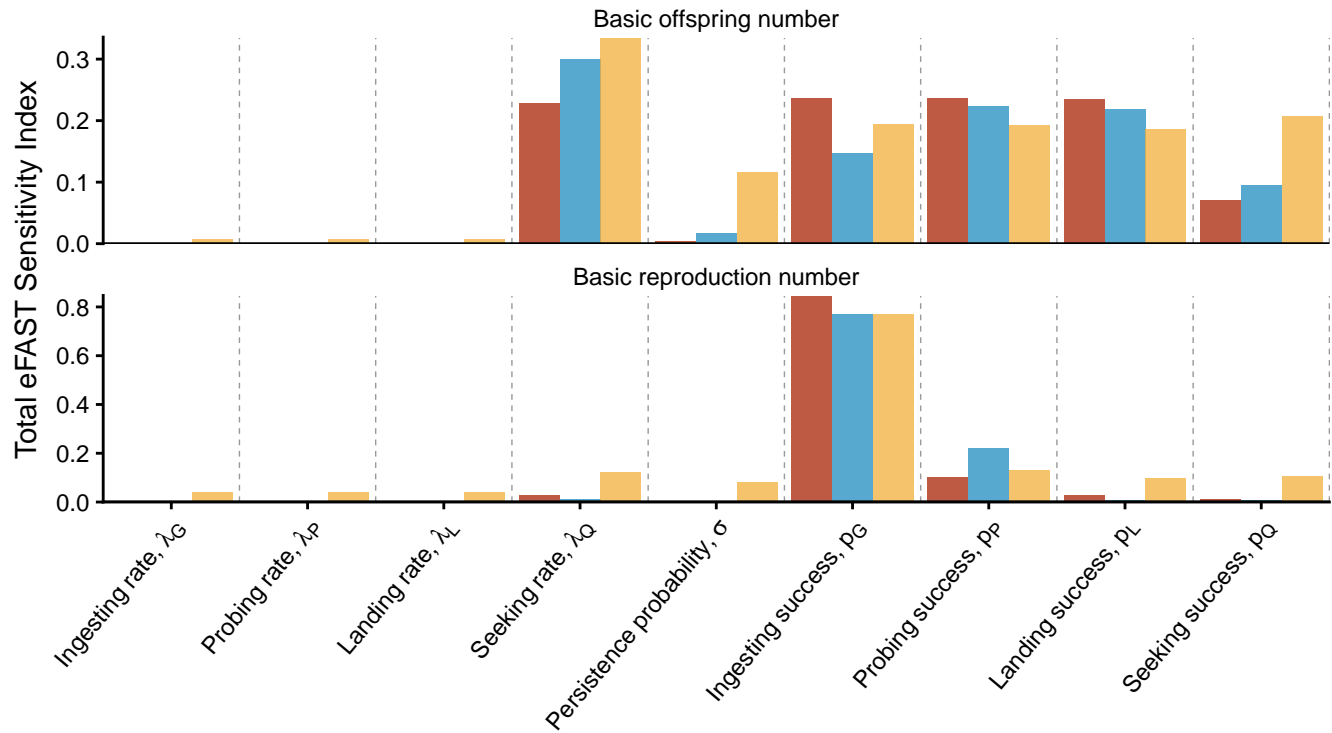 Basic offspring number
0.3
0.2
0.1
0.0
Total eFAST Sensitivity Index
Basic reproduction number
0.8
0.6
0.4
0.2
0.0
Ingesting rate, λG
Probing rate, λP
Landing rate, λL
Seeking rate, λQ
Persistence probability, σ
Ingesting success, pG
Probing success, pP
Landing success, pL
Seeking success, pQ